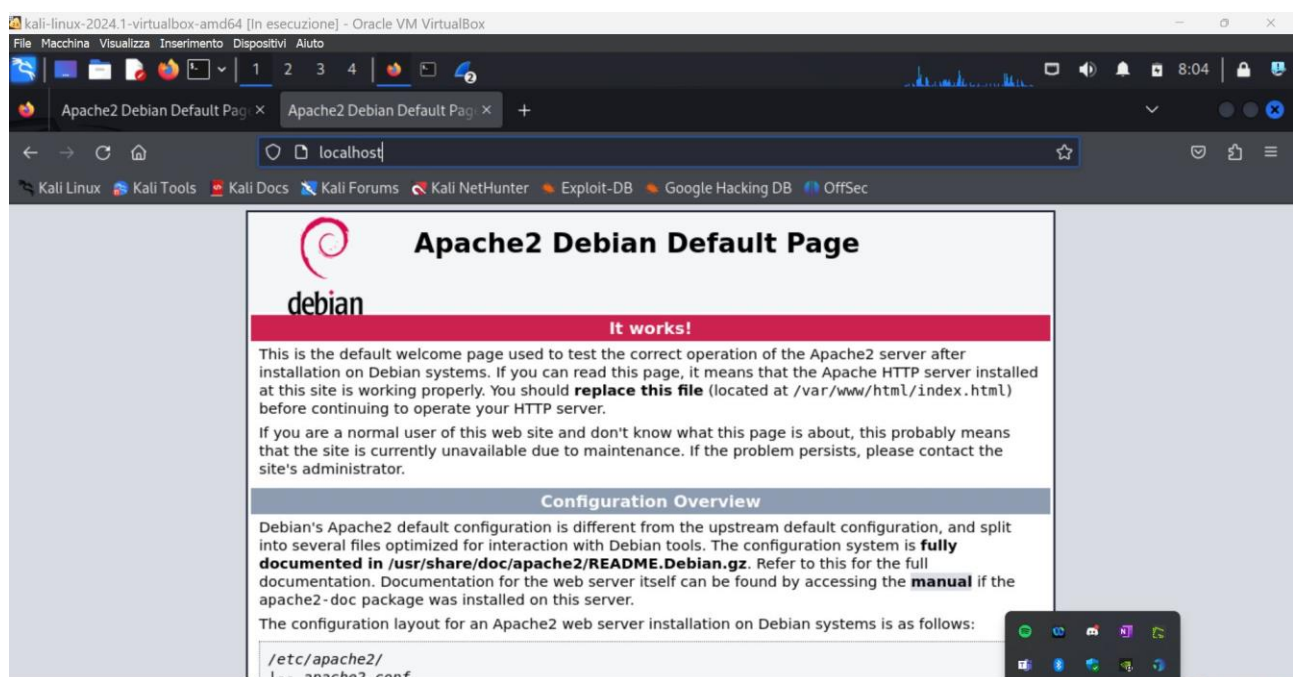 kali-linux-2024.1-virtualbox-amd64 [In esecuzione] - Oracle VM VirtualBox
File Macchina Visualizza Inserimento Dispositivi Aiuto
1 2 3 4 2 8:04
Apache2 Debian Default Pag Apache2 Debian Default Pag
localhost
Kali Linux Kali Tools Kali Docs Kali Forums Kali NetHunter Exploit-DB Google Hacking DB OffSec
debian
Apache2 Debian Default Page
It works!
This is the default welcome page used to test the correct operation of the Apache2 server after
installation on Debian systems. If you can read this page, it means that the Apache HTTP server installed
at this site is working properly. You should replace this file (located at /var/www/html/index.html)
before continuing to operate your HTTP server.
If you are a normal user of this web site and don't know what this page is about, this probably means
that the site is currently unavailable due to maintenance. If the problem persists, please contact the
site's administrator.
Configuration Overview
Debian's Apache2 default configuration is different from the upstream default configuration, and split
into several files optimized for interaction with Debian tools. The configuration system is fully
documented in /usr/share/doc/apache2/README.Debian.gz. Refer to this for the full
documentation. Documentation for the web server itself can be found by accessing the manual if the
apache2-doc package was installed on this server.
The configuration layout for an Apache2 web server installation on Debian systems is as follows:
/etc/apache2/
|-- apache2.conf